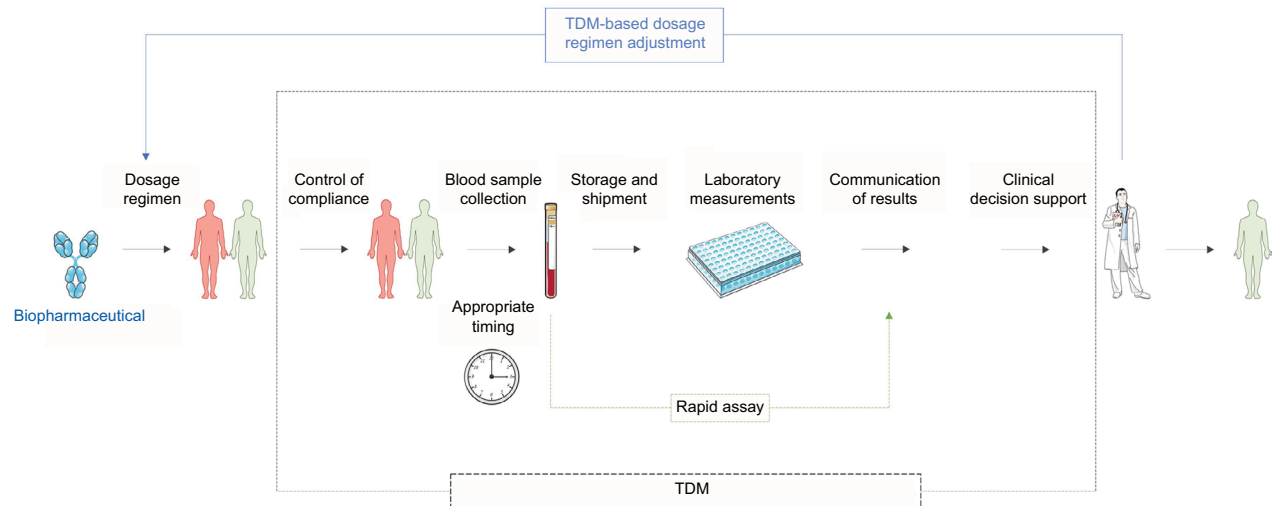 TDM-based dosage
regimen adjustment
Dosage
regimen
Control of
compliance
Blood sample
collection
Storage and
shipment
Laboratory
measurements
Communication
of results
Clinical
decision support
Biopharmaceutical
Appropriate
timing
Rapid assay
TDM